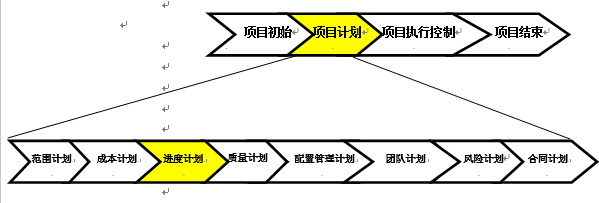 项目初始 项目计划 项目执行控制 项目结束
范围计划 成本计划 进度计划 质量计划 配置管理计划 团队计划 风险计划 合同计划